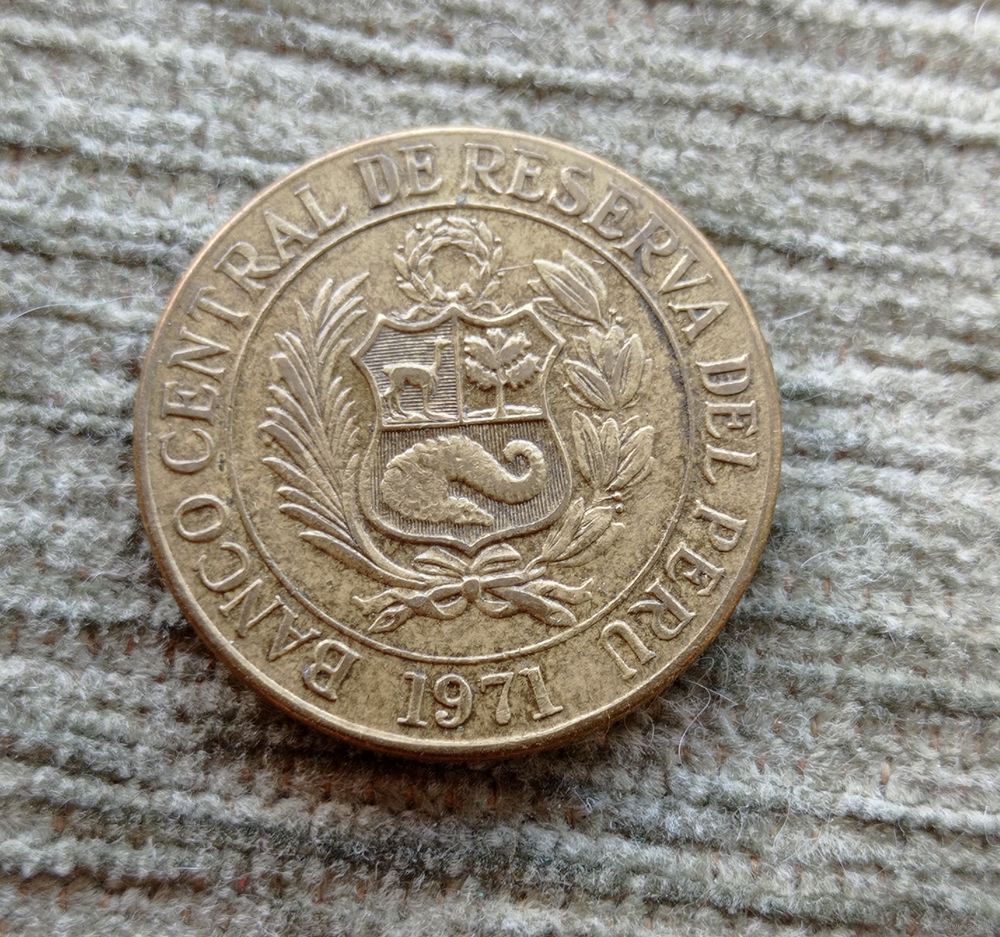 BANCO CENTRAL DE RESERVA DEL PERU
1971